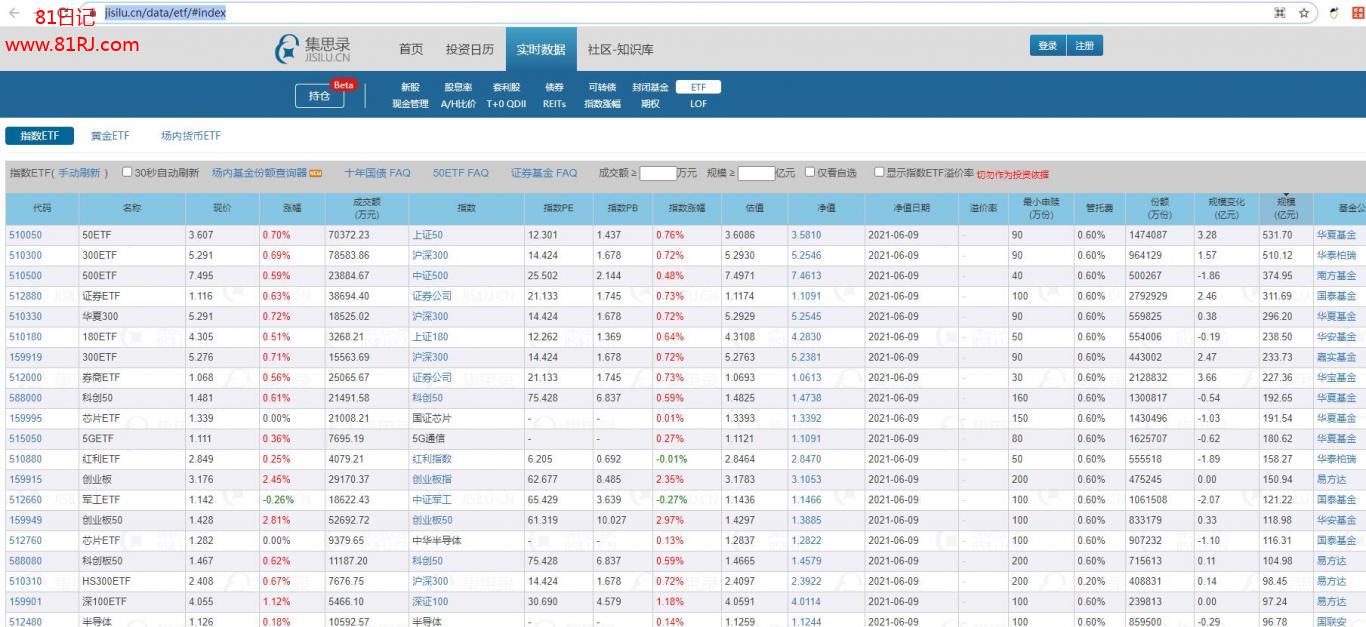 81日记
www.81RJ.com
jisilu.cn/data/etf/#index
集思录
JISILU.CN
首页 投资日历 实时数据 社区-知识库 登录 注册
持仓 Beta
新股 股息率 套利股 债券 可转债 封闭基金 ETF
现金管理 A/H比价 T+0 QDII REITs 指数涨幅 期权 LOF
指数ETF 黄金ETF 场内货币ETF
指数ETF( 手动刷新 ) 30秒自动刷新 场内基金份额查询器 NEW 十年国债 FAQ 50ETF FAQ 证券基金 FAQ 成交额 ≥ 万元 规模 ≥ 亿元 仅看自选 显示指数ETF溢价率 切勿作为投资依据
代码 名称 现价 涨幅 成交额(万元) 指数 指数PE 指数PB 指数涨幅 估值 净值 净值日期 溢价率 最小申赎(万份) 管托费 份额(万份) 规模变化(亿元) 规模(亿元) 基金公
510050 50ETF 3.607 0.70% 70372.23 上证50 12.301 1.437 0.76% 3.6086 3.5810 2021-06-09 - 90 0.60% 1474087 3.28 531.70 华夏基金
510300 300ETF 5.291 0.69% 78583.86 沪深300 14.424 1.678 0.72% 5.2930 5.2546 2021-06-09 - 90 0.60% 964129 1.57 510.12 华泰柏瑞
510500 500ETF 7.495 0.59% 23884.67 中证500 25.502 2.144 0.48% 7.4971 7.4613 2021-06-09 - 40 0.60% 500267 -1.86 374.95 南方基金
512880 证券ETF 1.116 0.63% 38694.40 证券公司 21.133 1.745 0.73% 1.1174 1.1091 2021-06-09 - 100 0.60% 2792929 2.46 311.69 国泰基金
510330 华夏300 5.291 0.72% 18525.02 沪深300 14.424 1.678 0.72% 5.2929 5.2545 2021-06-09 - 90 0.60% 559825 0.38 296.20 华夏基金
510180 180ETF 4.305 0.51% 3268.21 上证180 12.262 1.369 0.64% 4.3108 4.2830 2021-06-09 - 50 0.60% 554006 -0.19 238.50 华安基金
159919 300ETF 5.276 0.71% 15563.69 沪深300 14.424 1.678 0.72% 5.2763 5.2381 2021-06-09 - 90 0.60% 443002 2.47 233.73 嘉实基金
512000 券商ETF 1.068 0.56% 25065.67 证券公司 21.133 1.745 0.73% 1.0693 1.0613 2021-06-09 - 30 0.60% 2128832 3.66 227.36 华宝基金
588000 科创50 1.481 0.61% 21491.58 科创50 75.428 6.837 0.59% 1.4825 1.4738 2021-06-09 - 160 0.60% 1300817 -0.54 192.65 华夏基金
159995 芯片ETF 1.339 0.00% 21008.21 国证芯片 - - 0.01% 1.3393 1.3392 2021-06-09 - 150 0.60% 1430496 -1.03 191.54 华夏基金
515050 5GETF 1.111 0.36% 7695.19 5G通信 - - 0.27% 1.1121 1.1091 2021-06-09 - 80 0.60% 1625707 -0.62 180.62 华夏基金
510880 红利ETF 2.849 0.25% 4079.21 红利指数 6.205 0.692 -0.01% 2.8464 2.8470 2021-06-09 - 50 0.60% 555518 -1.89 158.27 华泰柏瑞
159915 创业板 3.176 2.45% 29170.37 创业板指 62.677 8.485 2.35% 3.1783 3.1053 2021-06-09 - 200 0.60% 475245 0.00 150.94 易方达
512660 军工ETF 1.142 -0.26% 18622.43 中证军工 65.429 3.639 -0.27% 1.1436 1.1466 2021-06-09 - 100 0.60% 1061508 -2.07 121.22 国泰基金
159949 创业板50 1.428 2.81% 52692.72 创业板50 61.319 10.027 2.97% 1.4297 1.3885 2021-06-09 - 100 0.60% 833179 0.33 118.98 华安基金
512760 芯片ETF 1.282 0.00% 9379.65 中华半导体 - - 0.13% 1.2837 1.2822 2021-06-09 - 100 0.60% 907232 -1.10 116.31 国泰基金
588080 科创板50 1.467 0.62% 11187.20 科创50 75.428 6.837 0.59% 1.4665 1.4579 2021-06-09 - 200 0.60% 715613 0.11 104.98 易方达
510310 HS300ETF 2.408 0.67% 7676.75 沪深300 14.424 1.678 0.72% 2.4097 2.3922 2021-06-09 - 200 0.20% 408831 0.14 98.45 易方达
159901 深100ETF 4.055 1.12% 5466.10 深证100 30.690 4.579 1.18% 4.0591 4.0114 2021-06-09 - 100 0.60% 239813 0.00 97.24 易方达
512480 半导体 1.126 0.18% 10592.57 半导体 - - 0.14% 1.1259 1.1244 2021-06-09 - 100 0.60% 859500 -0.29 96.78 国联安